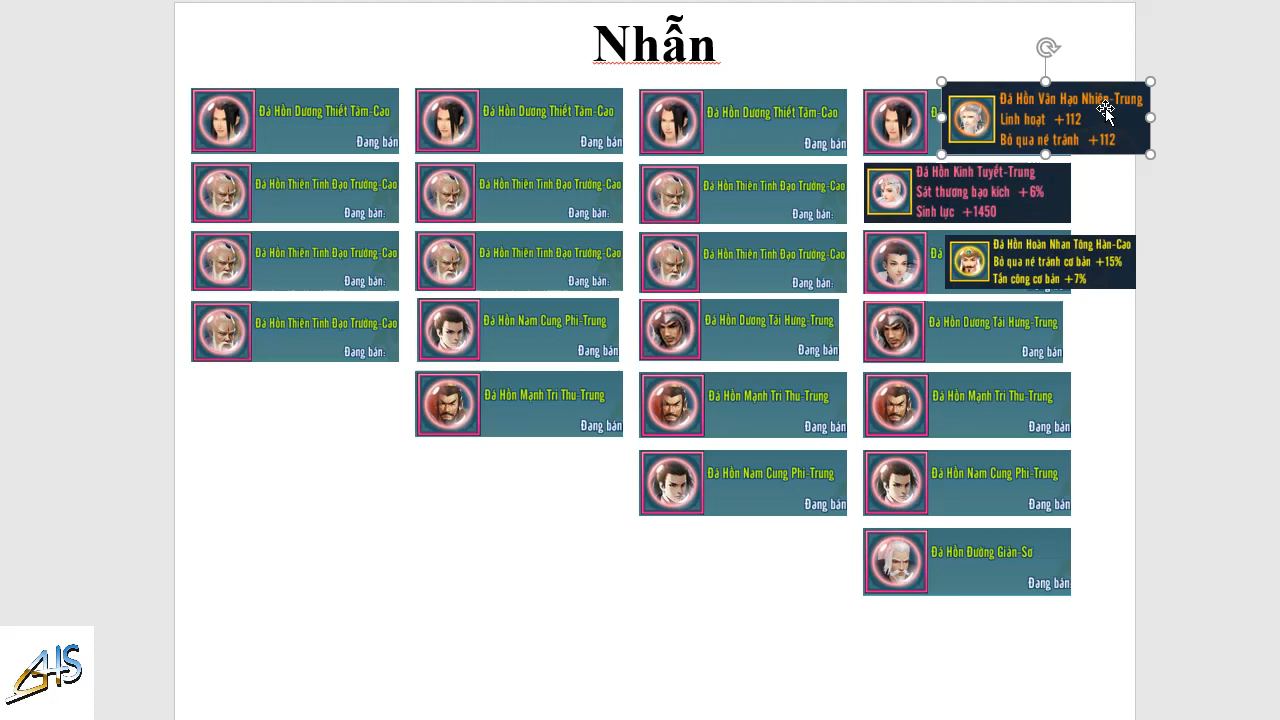 Nhẫn
Đá Hồn Dương Thiết Tâm-Cao
Đang bán
Đá Hồn Thiên Tinh Đạo Trưởng-Cao
Đang bán:
Đá Hồn Thiên Tinh Đạo Trưởng-Cao
Đang bán:
Đá Hồn Thiên Tinh Đạo Trưởng-Cao
Đang bán:
Đá Hồn Dương Thiết Tâm-Cao
Đang bán
Đá Hồn Thiên Tinh Đạo Trưởng-Cao
Đang bán:
Đá Hồn Thiên Tinh Đạo Trưởng-Cao
Đang bán:
Đá Hồn Nam Cung Phi-Trung
Đang bán
Đá Hồn Mạnh Tri Thu-Trung
Đang bán
Đá Hồn Dương Thiết Tâm-Cao
Đang bán
Đá Hồn Thiên Tinh Đạo Trưởng-Cao
Đang bán:
Đá Hồn Thiên Tinh Đạo Trưởng-Cao
Đang bán:
Đá Hồn Dương Tái Hưng-Trung
Đang bán
Đá Hồn Mạnh Tri Thu-Trung
Đang bán
Đá Hồn Nam Cung Phi-Trung
Đang bán
Đá Hồn Văn Hạo Nhiên-Trung
Linh hoạt +112
Bỏ qua né tránh +112
Đá Hồn Kinh Tuyết-Trung
Sát thương bạo kích +6%
Sinh lực +1450
Đá
Đá Hồn Hoàn Nhan Tông Hàn-Cao
Bỏ qua né tránh cơ bản +15%
Tấn công cơ bản +7%
Đá Hồn Dương Tái Hưng-Trung
Đang bán
Đá Hồn Mạnh Tri Thu-Trung
Đang bán
Đá Hồn Nam Cung Phi-Trung
Đang bán
Đá Hồn Đường Giản-Sơ
Đang bán